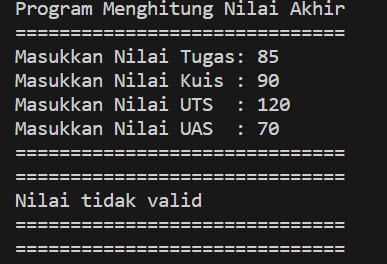 Program Menghitung Nilai Akhir
==============================
Masukkan Nilai Tugas: 85
Masukkan Nilai Kuis : 90
Masukkan Nilai UTS  : 120
Masukkan Nilai UAS  : 70
==============================
==============================
Nilai tidak valid
==============================
==============================